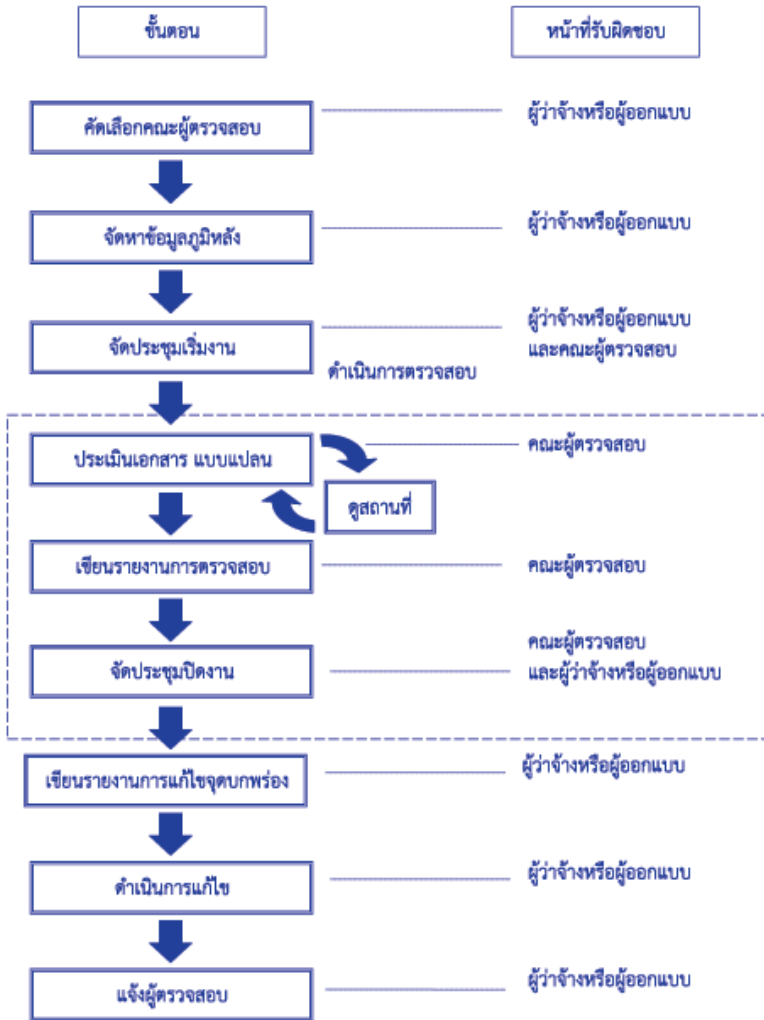 ขั้นตอน
หน้าที่รับผิดชอบ
คัดเลือกคณะผู้ตรวจสอบ
ผู้ว่าจ้างหรือผู้ออกแบบ
จัดหาข้อมูลภูมิหลัง
ผู้ว่าจ้างหรือผู้ออกแบบ
จัดประชุมเริ่มงาน
ผู้ว่าจ้างหรือผู้ออกแบบ
และคณะผู้ตรวจสอบ
ดำเนินการตรวจสอบ
ประเมินเอกสาร แบบแปลน
คณะผู้ตรวจสอบ
ดูสถานที่
เขียนรายงานการตรวจสอบ
คณะผู้ตรวจสอบ
จัดประชุมปิดงาน
คณะผู้ตรวจสอบ
และผู้ว่าจ้างหรือผู้ออกแบบ
เขียนรายงานการแก้ไขจุดบกพร่อง
ผู้ว่าจ้างหรือผู้ออกแบบ
ดำเนินการแก้ไข
ผู้ว่าจ้างหรือผู้ออกแบบ
แจ้งผู้ตรวจสอบ
ผู้ว่าจ้างหรือผู้ออกแบบ